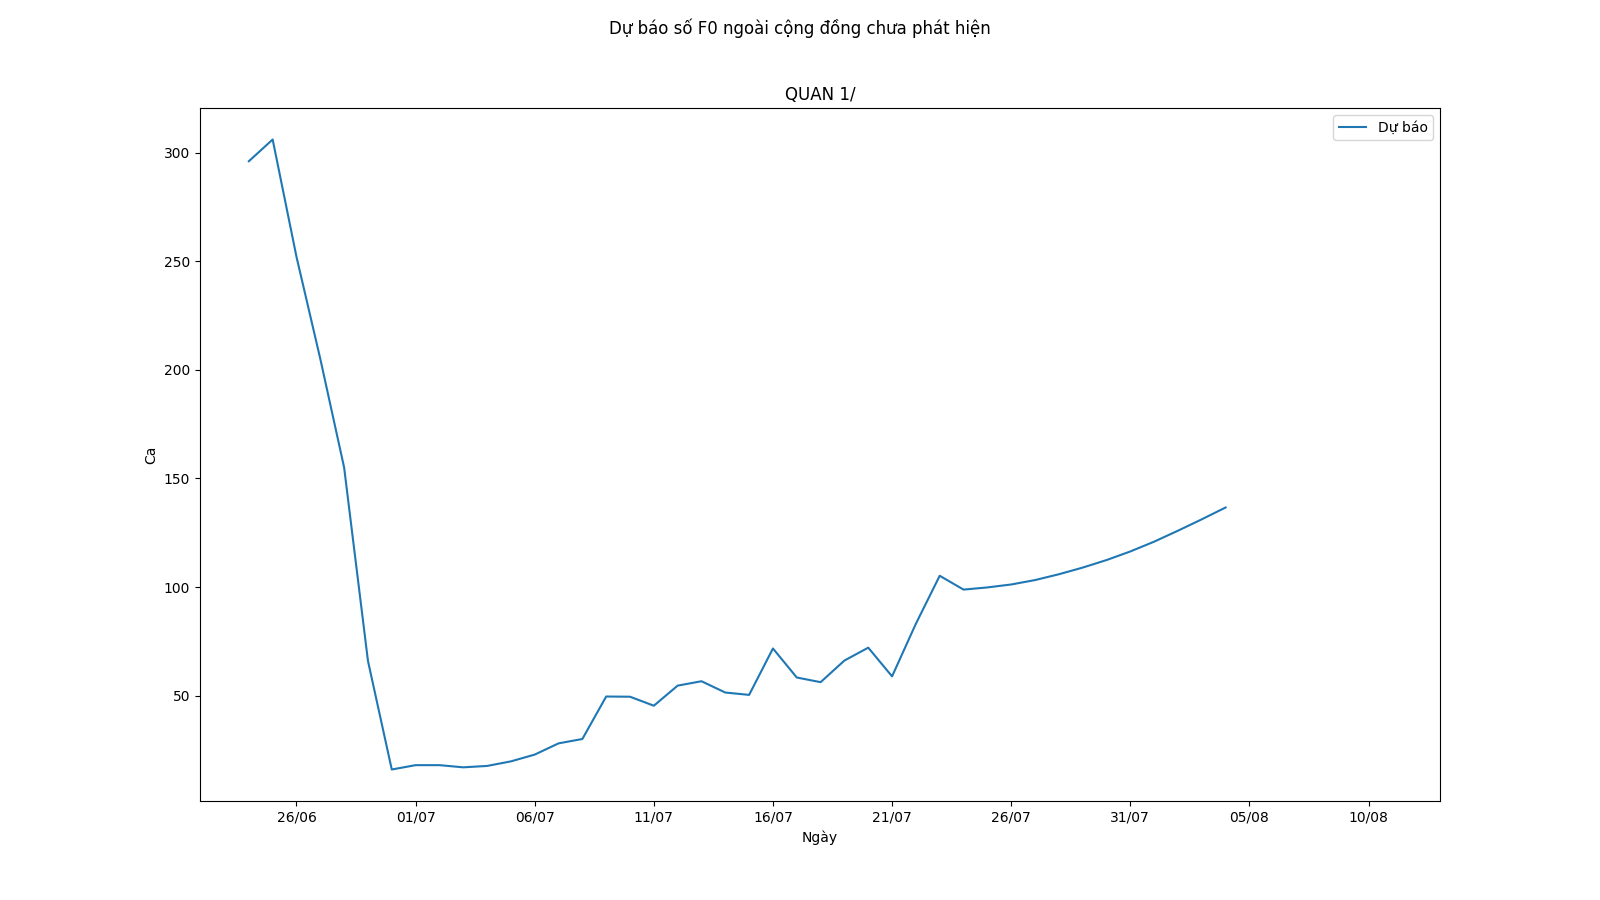 Dự báo số F0 ngoài cộng đồng chưa phát hiện
QUAN 1/
Dự báo
300
250
200
150
100
50
Ca
26/06 01/07 06/07 11/07 16/07 21/07 26/07 31/07 05/08 10/08
Ngày